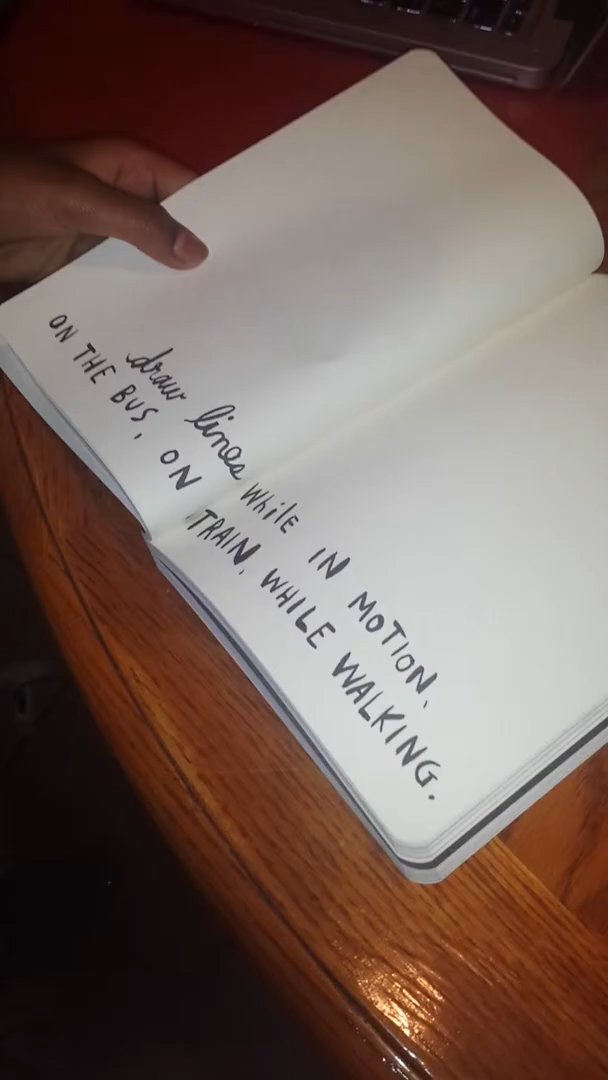 draw lines while IN MOTION.
ON THE BUS, ON TRAIN, WHILE WALKING.